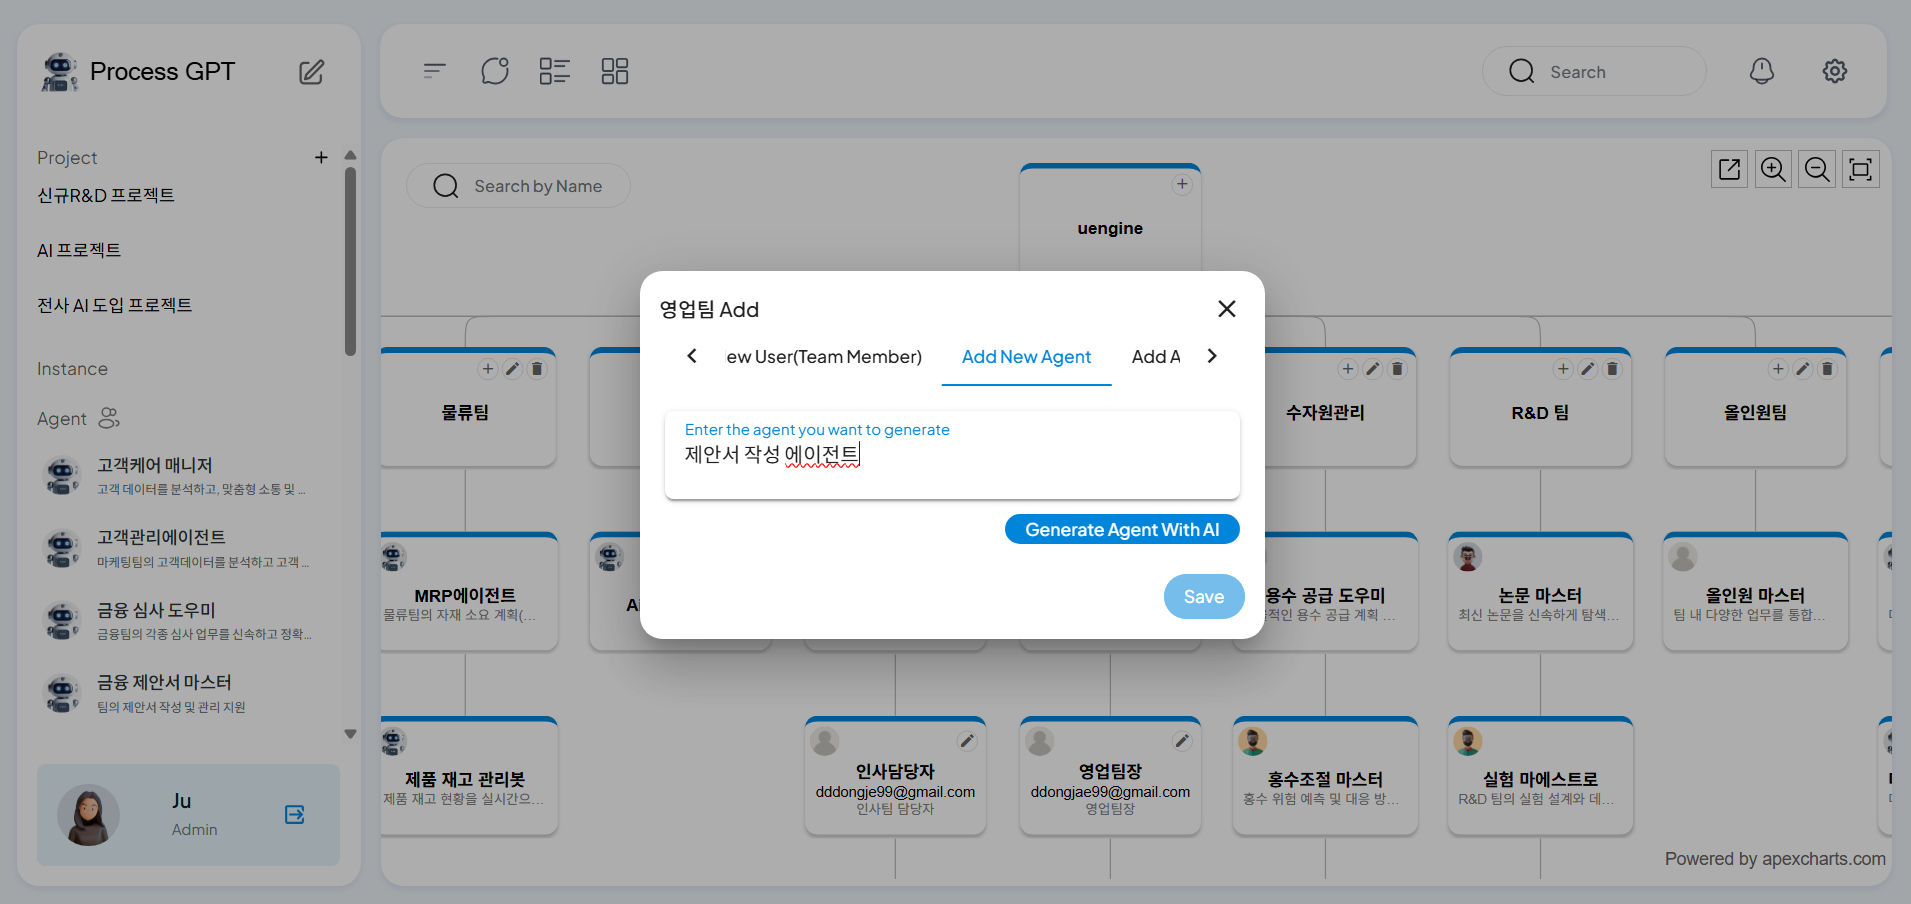 Process GPT
Search
Project
+
신규R&D 프로젝트
AI 프로젝트
전사 AI 도입 프로젝트
Instance
Agent
고객케어 매니저
고객 데이터를 분석하고, 맞춤형 소통 및 ...
고객관리에이전트
마케팅팀의 고객데이터를 분석하고 고객 ...
금융 심사 도우미
금융팀의 각종 심사 업무를 신속하고 정확...
금융 제안서 마스터
팀의 제안서 작성 및 관리 지원
Ju
Admin
Search by Name
uengine
영업팀 Add
ew User(Team Member)
Add New Agent
Add A
Enter the agent you want to generate
제안서 작성 에이전트
Generate Agent With AI
Save
물류팀
수자원관리
R&D 팀
올인원팀
MRP에이전트
물류팀의 자재 소요 계획(...
용수 공급 도우미
적인 용수 공급 계획 ...
논문 마스터
최신 논문을 신속하게 탐색...
올인원 마스터
팀 내 다양한 업무를 통합...
제품 재고 관리봇
제품 재고 현황을 실시간으...
인사담당자
dddongje99@gmail.com
인사팀 담당자
영업팀장
ddongjae99@gmail.com
영업팀장
홍수조절 마스터
홍수 위험 예측 및 대응 방...
실험 마에스트로
R&D 팀의 실험 설계와 데...
Powered by apexcharts.com